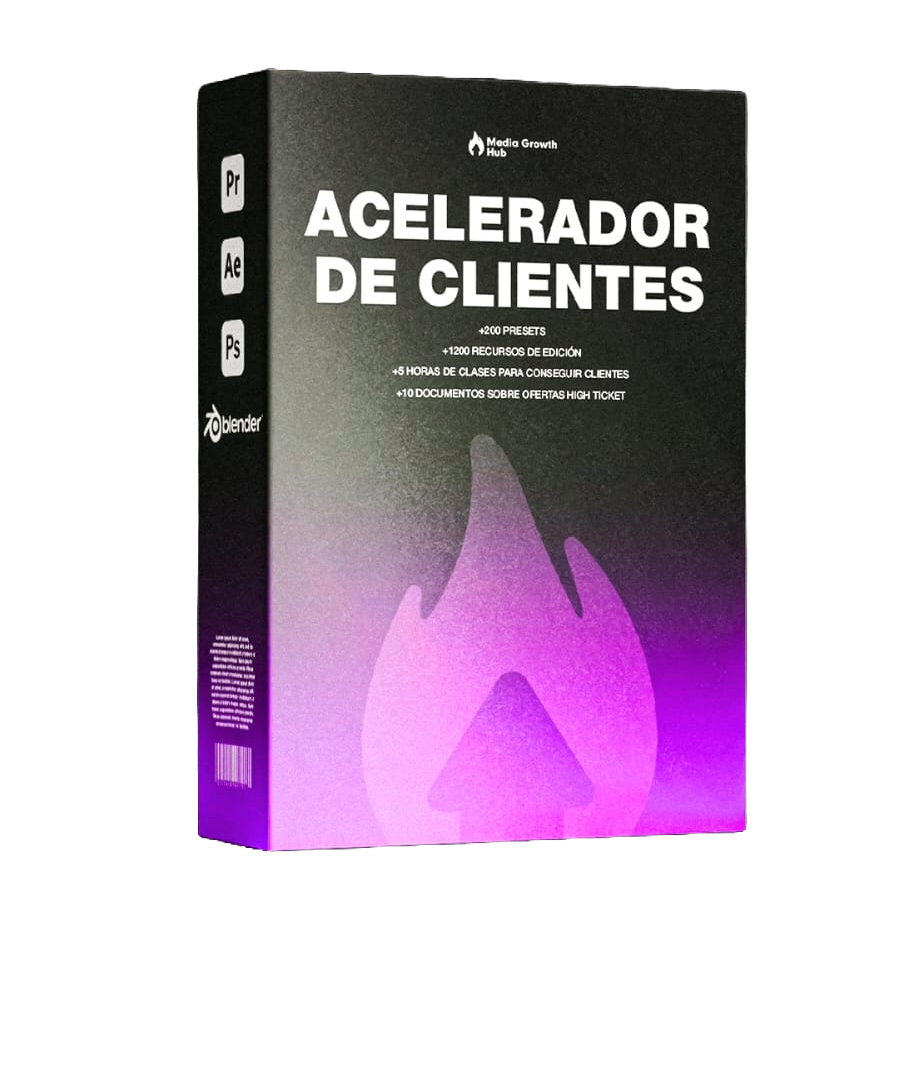 Media Growth
Hub
ACELERADOR
DE CLIENTES
+200 PRESETS
+1200 RECURSOS DE EDICIÓN
+5 HORAS DE CLASES PARA CONSEGUIR CLIENTES
+10 DOCUMENTOS SOBRE OFERTAS HIGH TICKET
Pr
Ae
Ps
blender